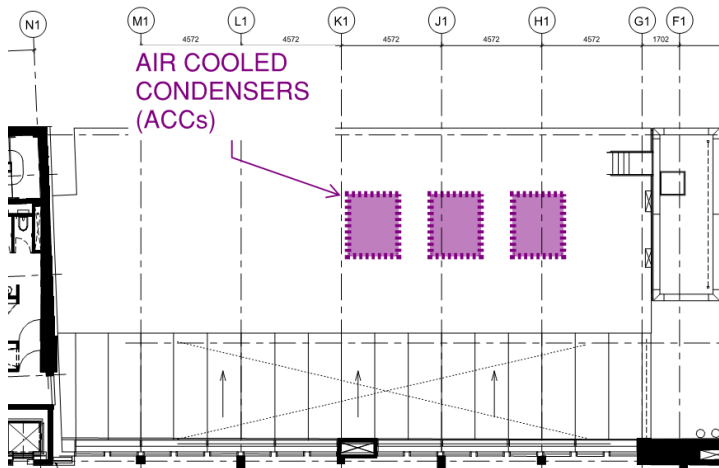 N1 M1 L1 K1 J1 H1 G1 F1
4572 4572 4572 4572 4572 1702
AIR COOLED
CONDENSERS
(ACCs)